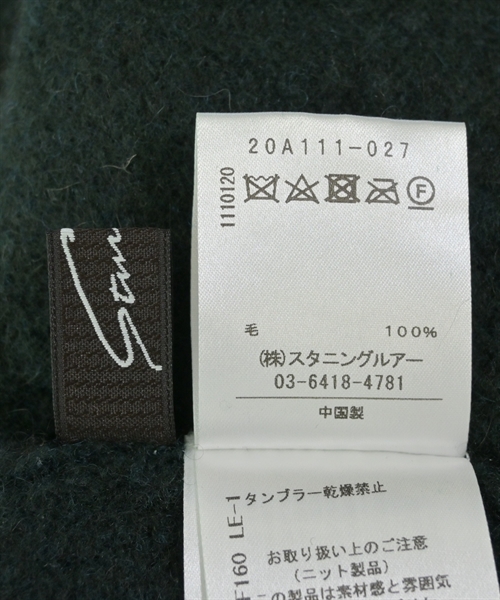 20A111-027
1110120
F
毛 100%
(株)スタニングルアー
03-6418-4781
中国製
タンブラー乾燥禁止
お取り扱い上のご注意
(ニット製品)
この製品は素材感と雰囲気
F160 LE-1